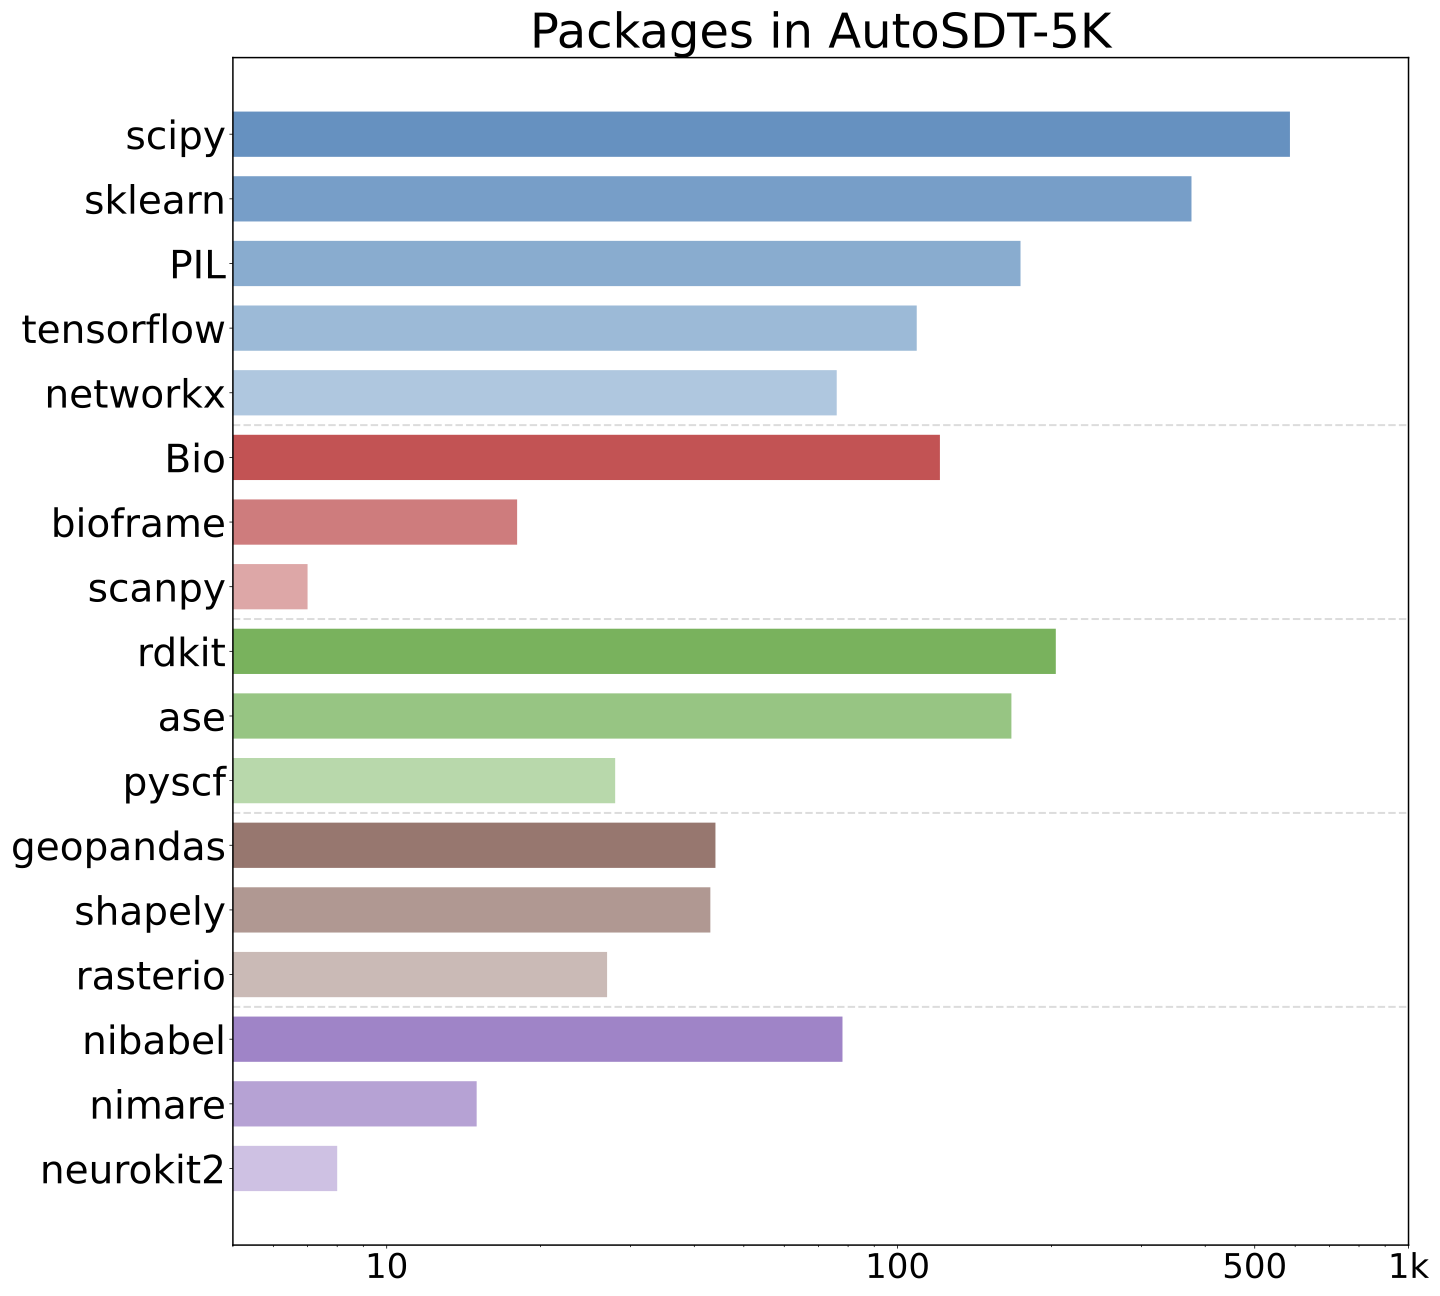 Packages in AutoSDT-5K
scipy
sklearn
PIL
tensorflow
networkx
Bio
bioframe
scanpy
rdkit
ase
pyscf
geopandas
shapely
rasterio
nibabel
nimare
neurokit2
10 100 500 1k